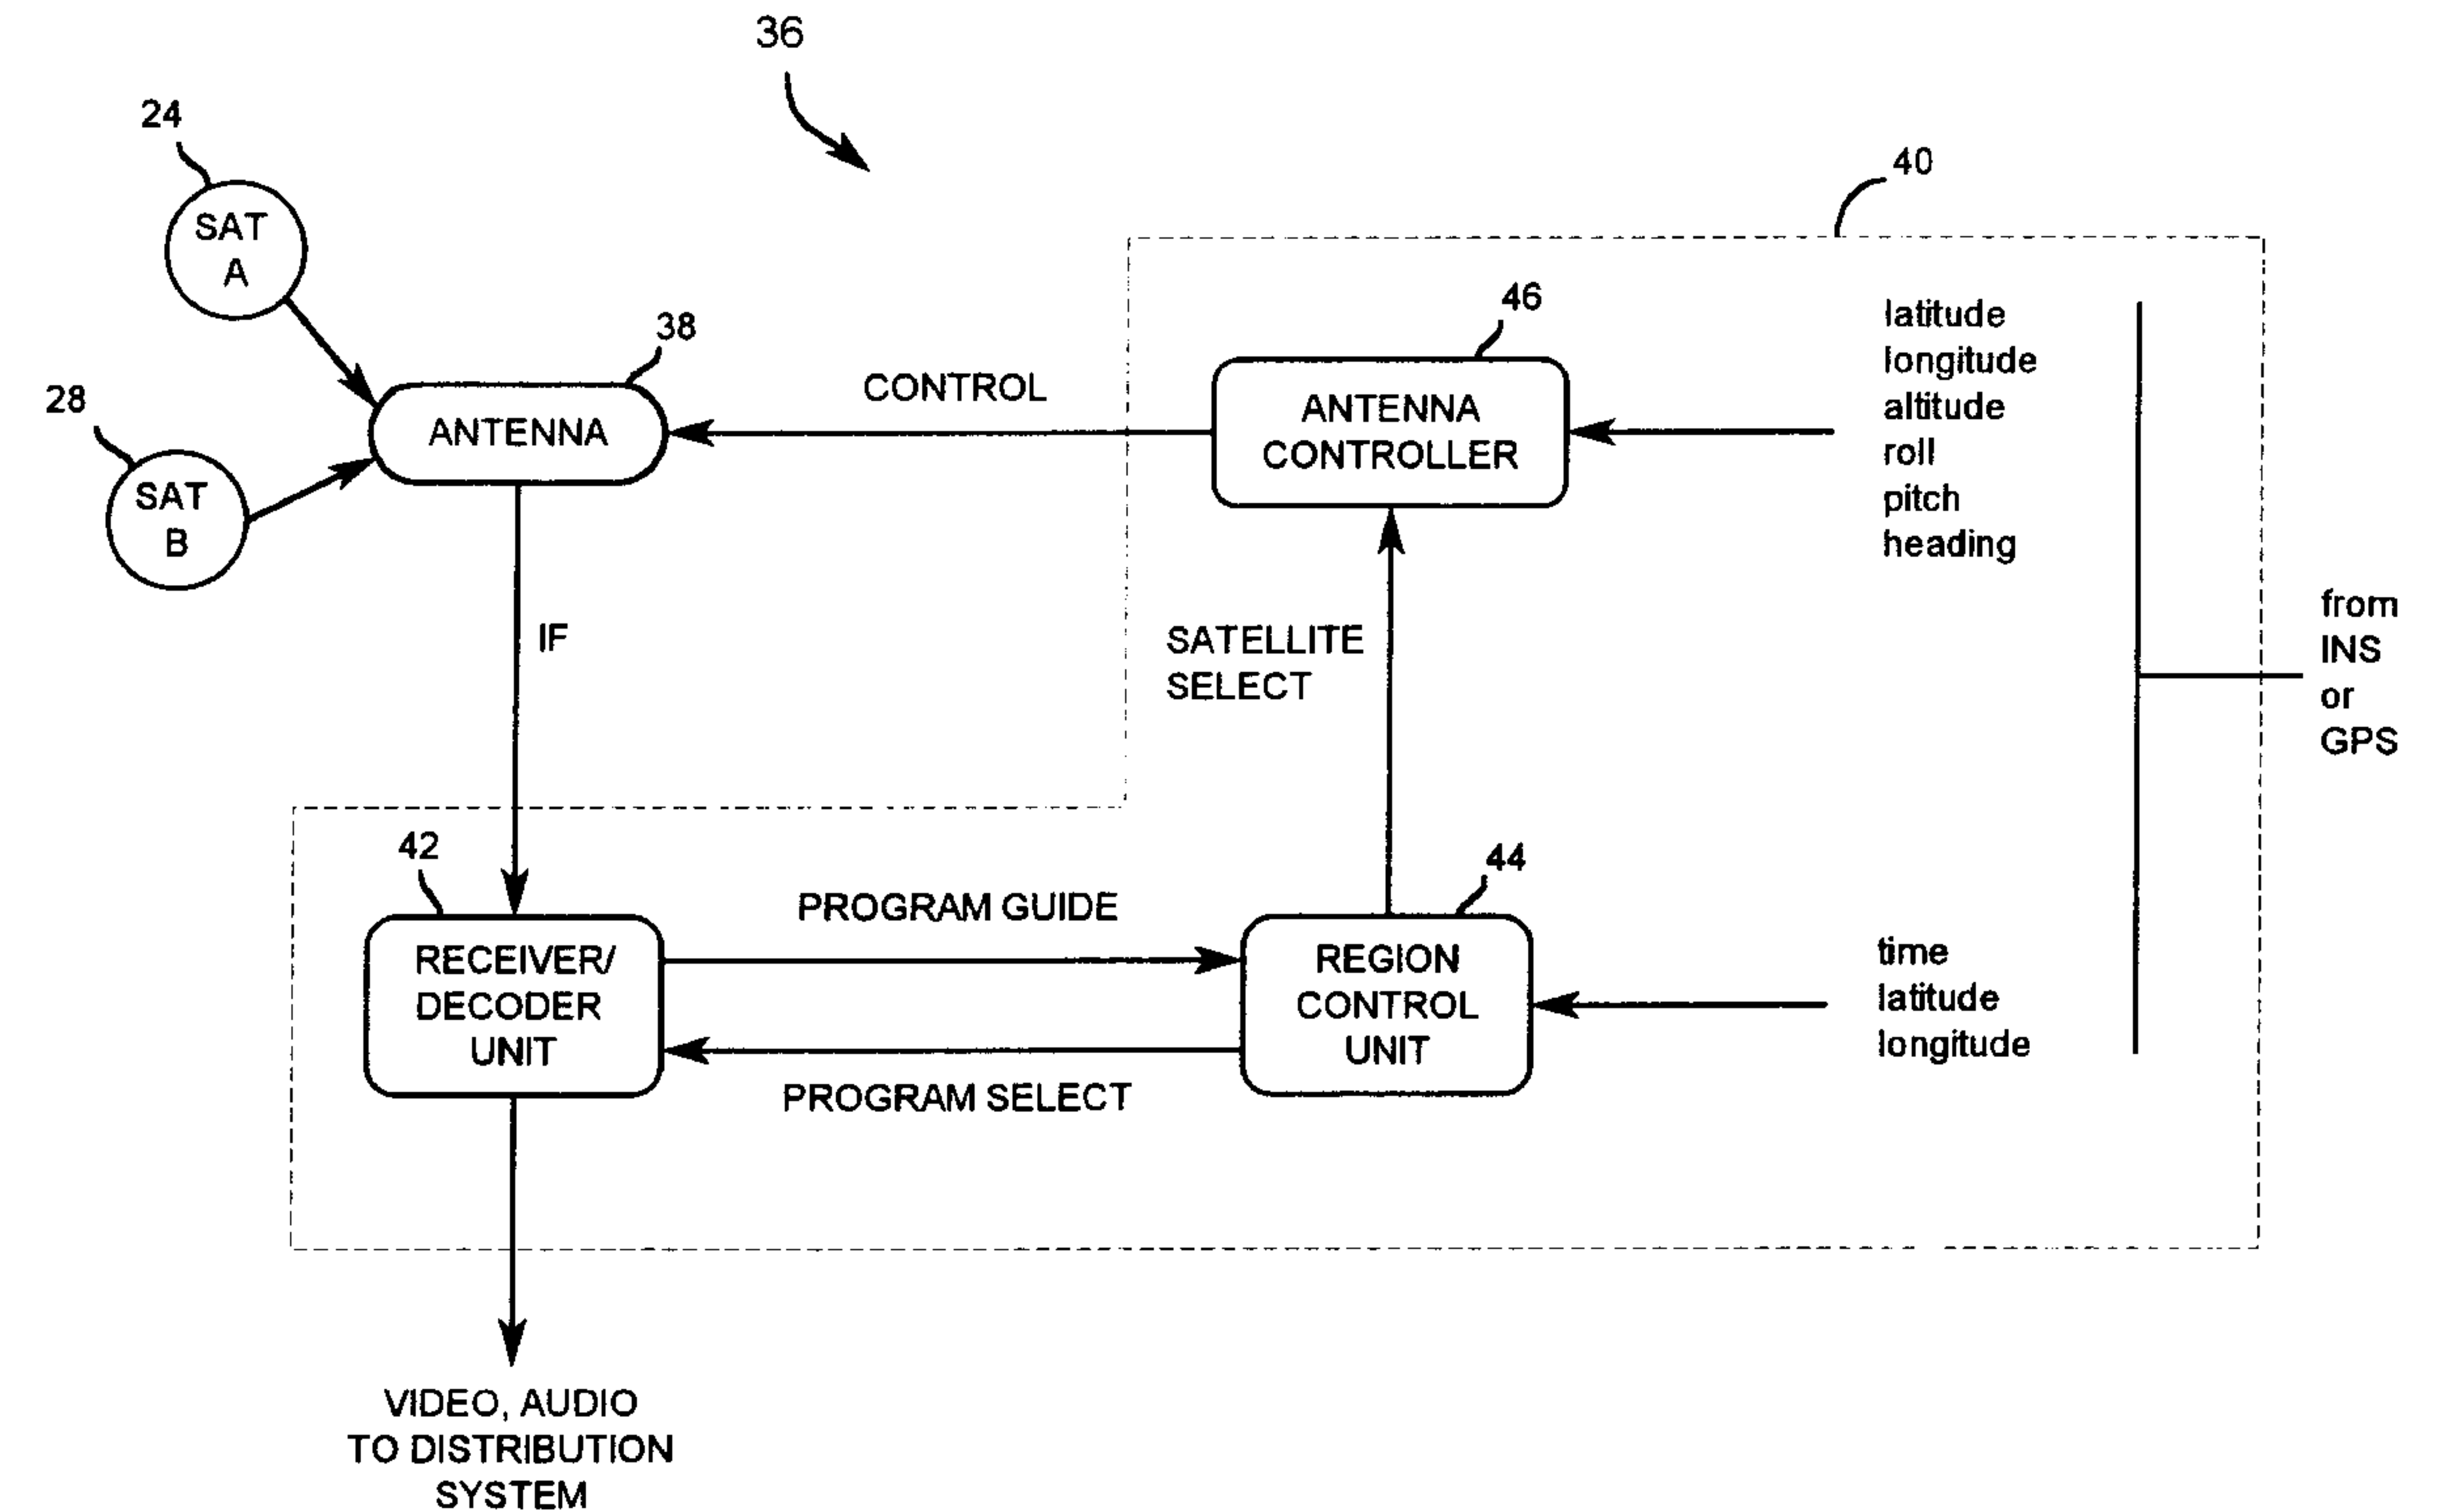 36
24
40
SAT
A
46
38
latitude
longitude
altitude
roll
pitch
heading
CONTROL
ANTENNA
CONTROLLER
28
ANTENNA
SAT
B
from
INS
or
GPS
IF
SATELLITE
SELECT
42
44
PROGRAM GUIDE
RECEIVER/
DECODER
UNIT
REGION
CONTROL
UNIT
time
latitude
longitude
PROGRAM SELECT
VIDEO, AUDIO
TO DISTRIBUTION
SYSTEM